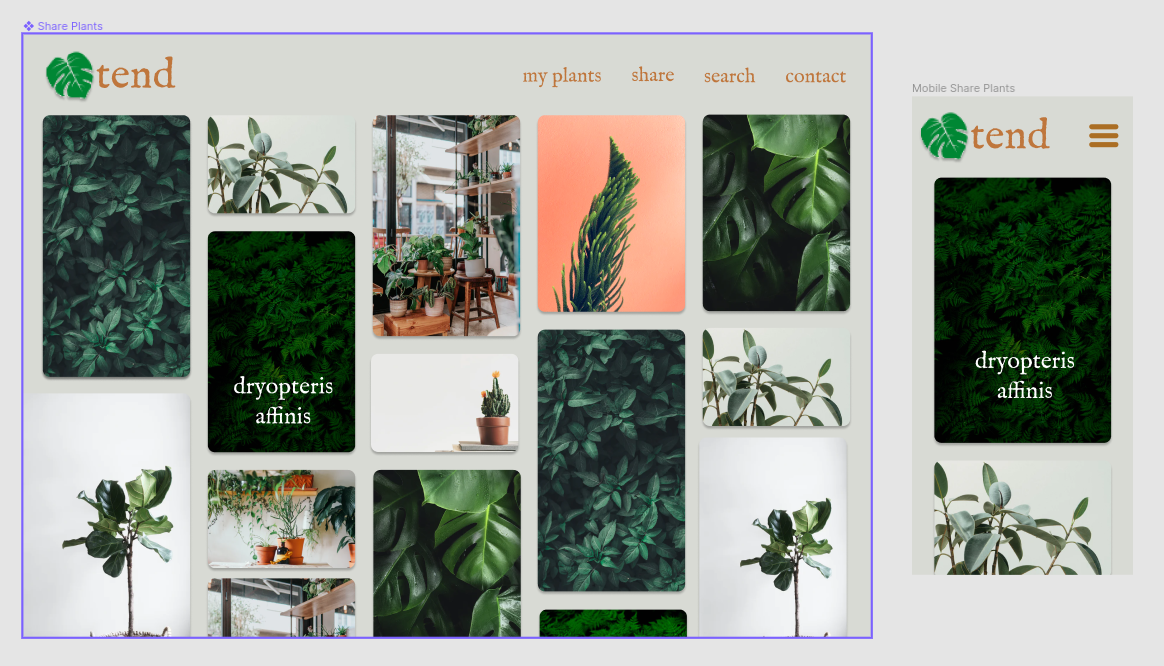 Share Plants
tend
my plants share search contact
dryopteris
affinis
Mobile Share Plants
tend
dryopteris
affinis